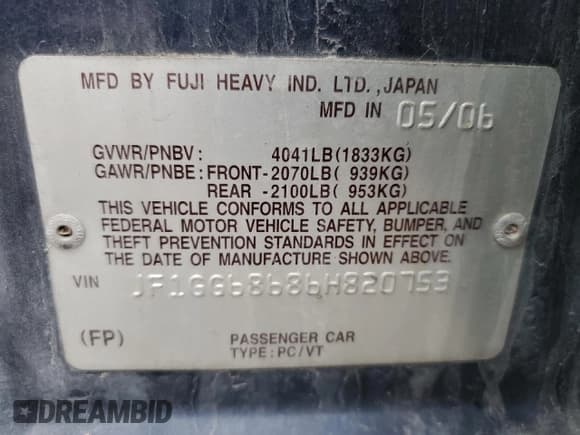 MFD BY FUJI HEAVY IND. LTD., JAPAN
MFD IN 05/06
GVWR/PNBV: 4041LB(1833KG)
GAWR/PNBE: FRONT-2070LB( 939KG)
REAR -2100LB( 953KG)
THIS VEHICLE CONFORMS TO ALL APPLICABLE
FEDERAL MOTOR VEHICLE SAFETY, BUMPER, AND
THEFT PREVENTION STANDARDS IN EFFECT ON
THE DATE OF MANUFACTURE SHOWN ABOVE.
VIN JF1GG68686H820753
(FP) PASSENGER CAR
TYPE: PC/VT
DREAMBID